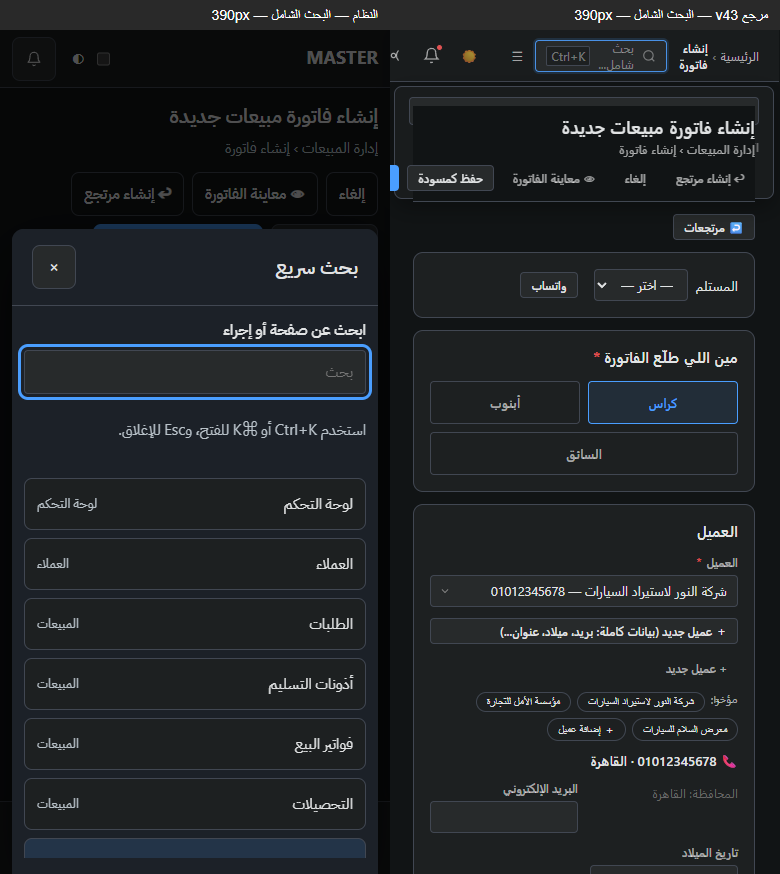 مرجع v43 — البحث الشامل — 390px
الرئيسية › إنشاء فاتورة
بحث شامل... Ctrl+K
إنشاء فاتورة مبيعات جديدة
إدارة المبيعات › إنشاء فاتورة
↩ إنشاء مرتجع
إلغاء
👁 معاينة الفاتورة
حفظ كمسودة
مرتجعات
المستلم
— اختر —
واتساب
مين اللي طلّع الفاتورة *
كراس
أبنوب
السائق
العميل
العميل *
شركة النور لاستيراد السيارات — 01012345678
+ عميل جديد (بيانات كاملة: بريد، ميلاد، عنوان...)
+ عميل جديد
مؤخرًا:
شركة النور لاستيراد السيارات
مؤسسة الأمل للتجارة
معرض السلام للسيارات
+ إضافة عميل
📞 01012345678 · القاهرة
المحافظة: القاهرة
البريد الإلكتروني
تاريخ الميلاد
النظام — البحث الشامل — 390px
MASTER
إنشاء فاتورة مبيعات جديدة
إدارة المبيعات › إنشاء فاتورة
إلغاء
👁 معاينة الفاتورة
↩ إنشاء مرتجع
بحث سريع
×
ابحث عن صفحة أو إجراء
بحث
استخدم Ctrl+K أو ⌘K للفتح، وEsc للإغلاق.
لوحة التحكم لوحة التحكم
العملاء العملاء
الطلبات المبيعات
أذونات التسليم المبيعات
فواتير البيع المبيعات
التحصيلات المبيعات